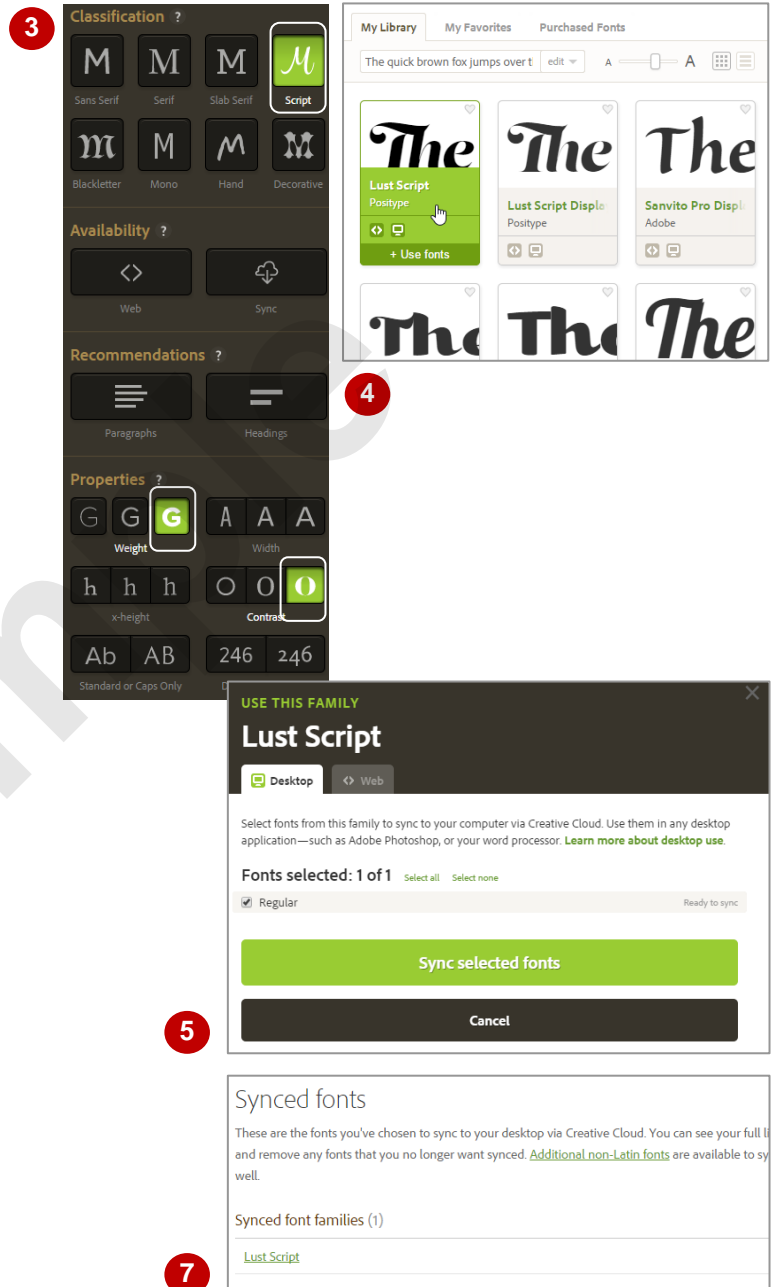 3
Classification ?
M M M M
Sans Serif Serif Slab Serif Script
m M M M
Blackletter Mono Hand Decorative
Availability ?
Web Sync
Recommendations ?
Paragraphs Headings
Properties ?
G G G A A A
Weight Width
h h h O O O
x-height Contrast
Ab AB 246 246
Standard or Caps Only
My Library My Favorites Purchased Fonts
The quick brown fox jumps over t edit A A
The The The
Lust Script Lust Script Displa Sanvito Pro Displ
Positype Positype Adobe
+ Use fonts
The The The
4
USE THIS FAMILY
Lust Script
Desktop Web
Select fonts from this family to sync to your computer via Creative Cloud. Use them in any desktop
application—such as Adobe Photoshop, or your word processor. Learn more about desktop use.
Fonts selected: 1 of 1 Select all Select none
Regular Ready to sync
Sync selected fonts
Cancel
5
Synced fonts
These are the fonts you've chosen to sync to your desktop via Creative Cloud. You can see your full li
and remove any fonts that you no longer want synced. Additional non-Latin fonts are available to sy
well.
Synced font families (1)
Lust Script
7